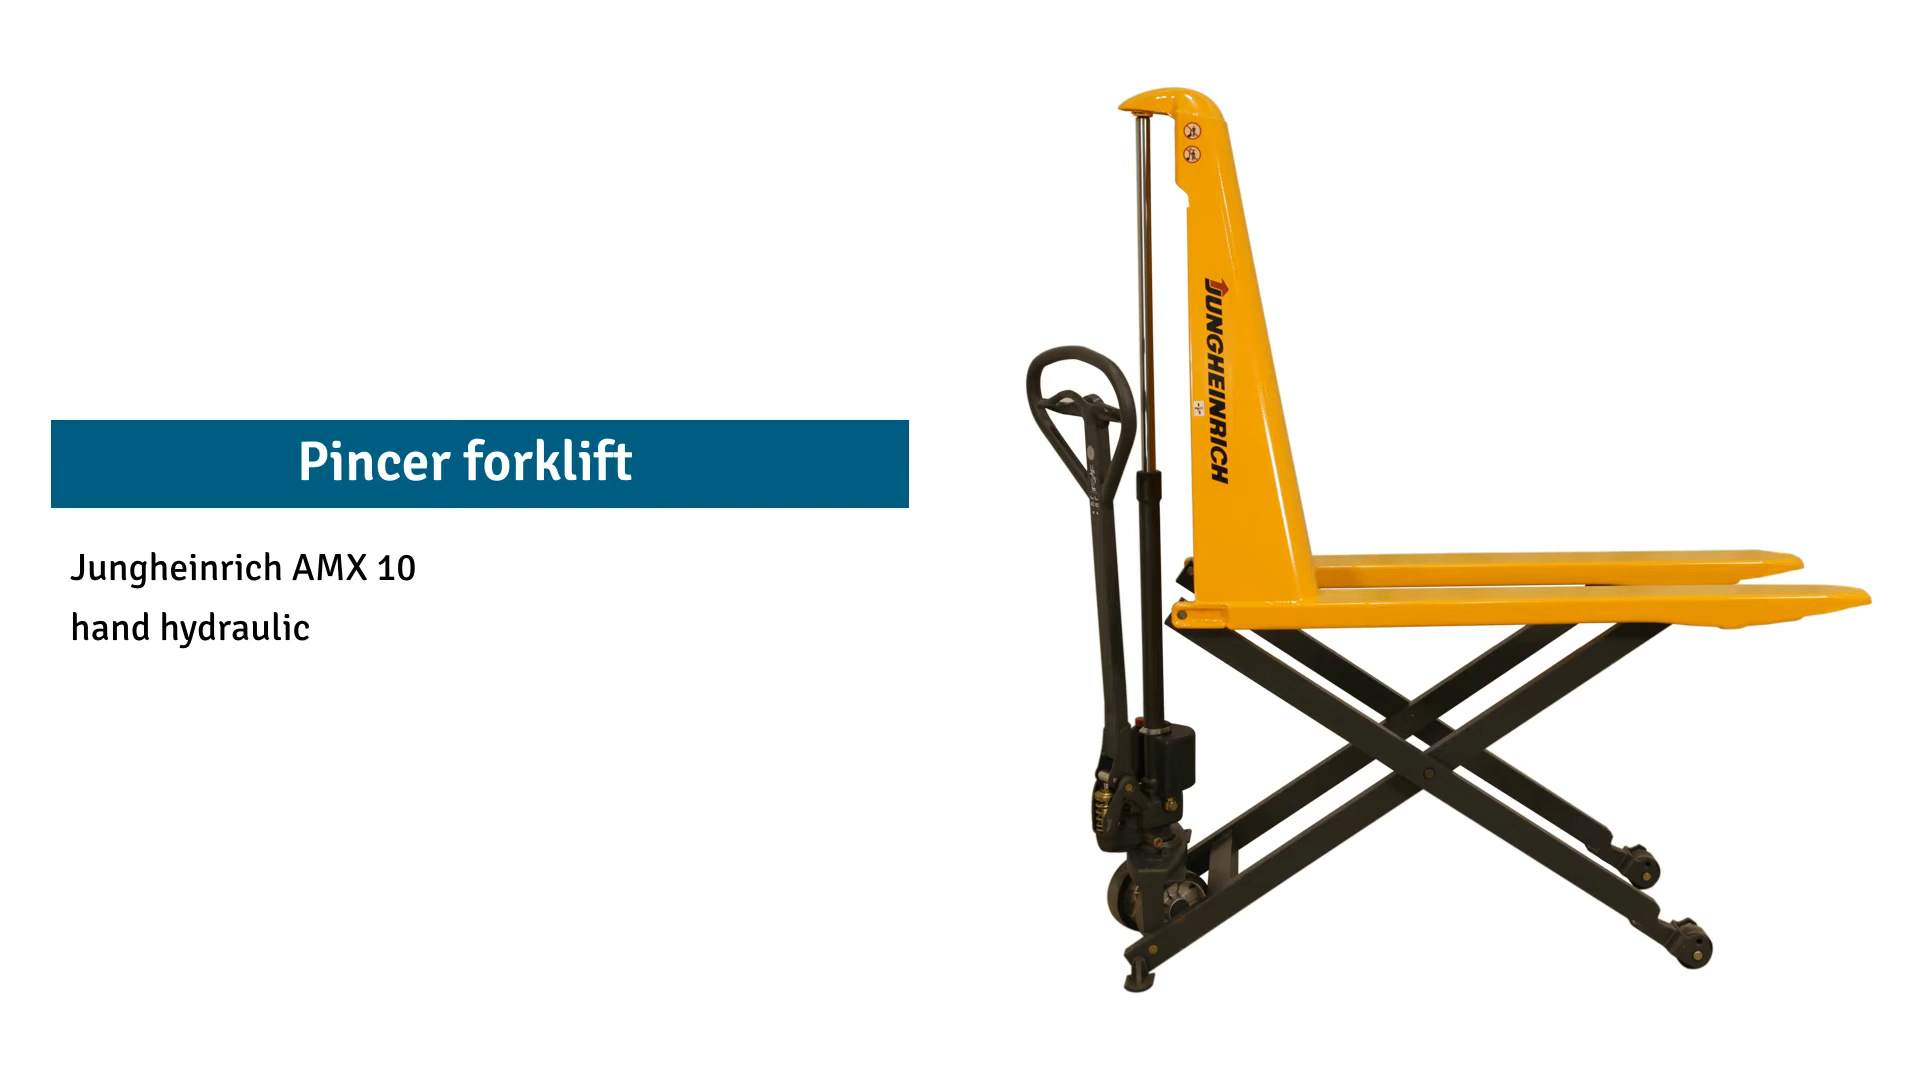 Pincer forklift
Jungheinrich AMX 10
hand hydraulic
JUNGHEINRICH